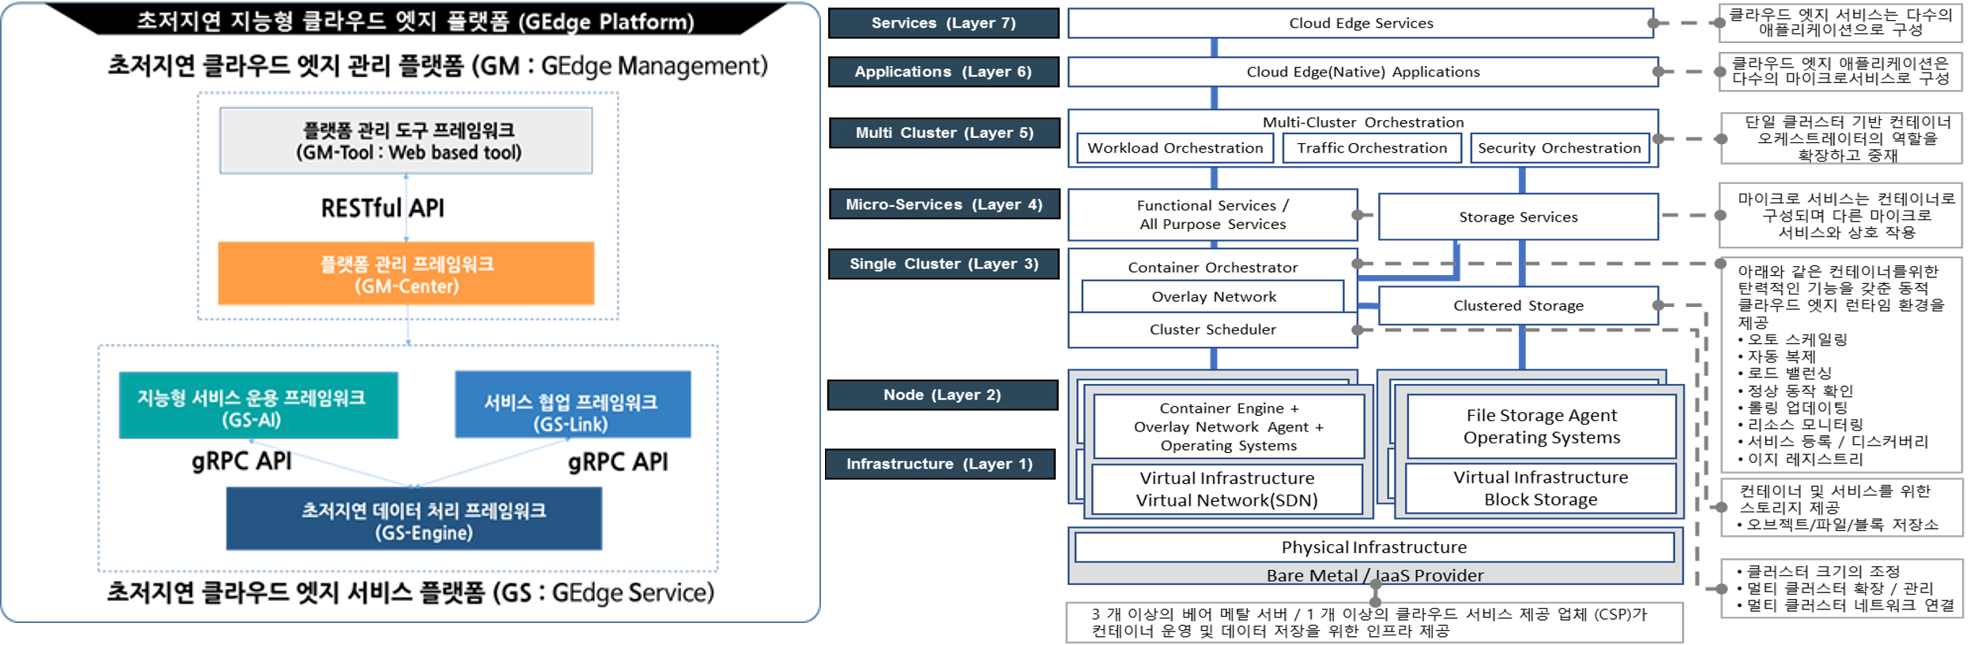 초저지연 지능형 클라우드 엣지 플랫폼 (GEdge Platform)
초저지연 클라우드 엣지 관리 플랫폼 (GM : GEdge Management)
플랫폼 관리 도구 프레임워크
(GM-Tool : Web based tool)
RESTful API
플랫폼 관리 프레임워크
(GM-Center)
지능형 서비스 운용 프레임워크
(GS-AI)
서비스 협업 프레임워크
(GS-Link)
gRPC API
gRPC API
초저지연 데이터 처리 프레임워크
(GS-Engine)
초저지연 클라우드 엣지 서비스 플랫폼 (GS : GEdge Service)
Services (Layer 7)
Cloud Edge Services
클라우드 엣지 서비스는 다수의
애플리케이션으로 구성
Applications (Layer 6)
Cloud Edge(Native) Applications
클라우드 엣지 애플리케이션은
다수의 마이크로서비스로 구성
Multi Cluster (Layer 5)
Multi-Cluster Orchestration
Workload Orchestration
Traffic Orchestration
Security Orchestration
단일 클러스터 기반 컨테이너
오케스트레이터의 역할을
확장하고 중재
Micro-Services (Layer 4)
Functional Services /
All Purpose Services
Storage Services
마이크로 서비스는 컨테이너로
구성되며 다른 마이크로
서비스와 상호 작용
Single Cluster (Layer 3)
Container Orchestrator
Overlay Network
Cluster Scheduler
Clustered Storage
아래와 같은 컨테이너를위한
탄력적인 기능을 갖춘 동적
클라우드 엣지 런타임 환경을
제공
• 오토 스케일링
• 자동 복제
• 로드 밸런싱
• 정상 동작 확인
• 롤링 업데이팅
• 리소스 모니터링
• 서비스 등록 / 디스커버리
• 이지 레지스트리
Node (Layer 2)
Container Engine +
Overlay Network Agent +
Operating Systems
File Storage Agent
Operating Systems
Infrastructure (Layer 1)
Virtual Infrastructure
Virtual Network(SDN)
Virtual Infrastructure
Block Storage
컨테이너 및 서비스를 위한
스토리지 제공
• 오브젝트/파일/블록 저장소
Physical Infrastructure
Bare Metal / IaaS Provider
• 클러스터 크기의 조정
• 멀티 클러스터 확장 / 관리
• 멀티 클러스터 네트워크 연결
3 개 이상의 베어 메탈 서버 / 1 개 이상의 클라우드 서비스 제공 업체 (CSP)가
컨테이너 운영 및 데이터 저장을 위한 인프라 제공